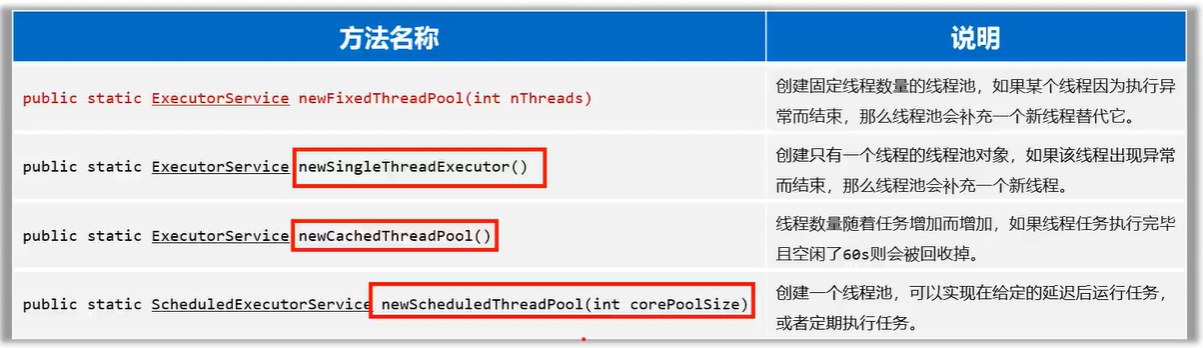 方法名称 说明
public static ExecutorService newFixedThreadPool(int nThreads)
创建固定线程数量的线程池，如果某个线程因为执行异
常而结束，那么线程池会补充一个新线程替代它。
public static ExecutorService newSingleThreadExecutor()
创建只有一个线程的线程池对象，如果该线程出现异常
而结束，那么线程池会补充一个新线程。
public static ExecutorService newCachedThreadPool()
线程数量随着任务增加而增加，如果线程任务执行完毕
且空闲了60s则会被回收掉。
public static ScheduledExecutorService newScheduledThreadPool(int corePoolSize)
创建一个线程池，可以实现在给定的延迟后运行任务，
或者定期执行任务。